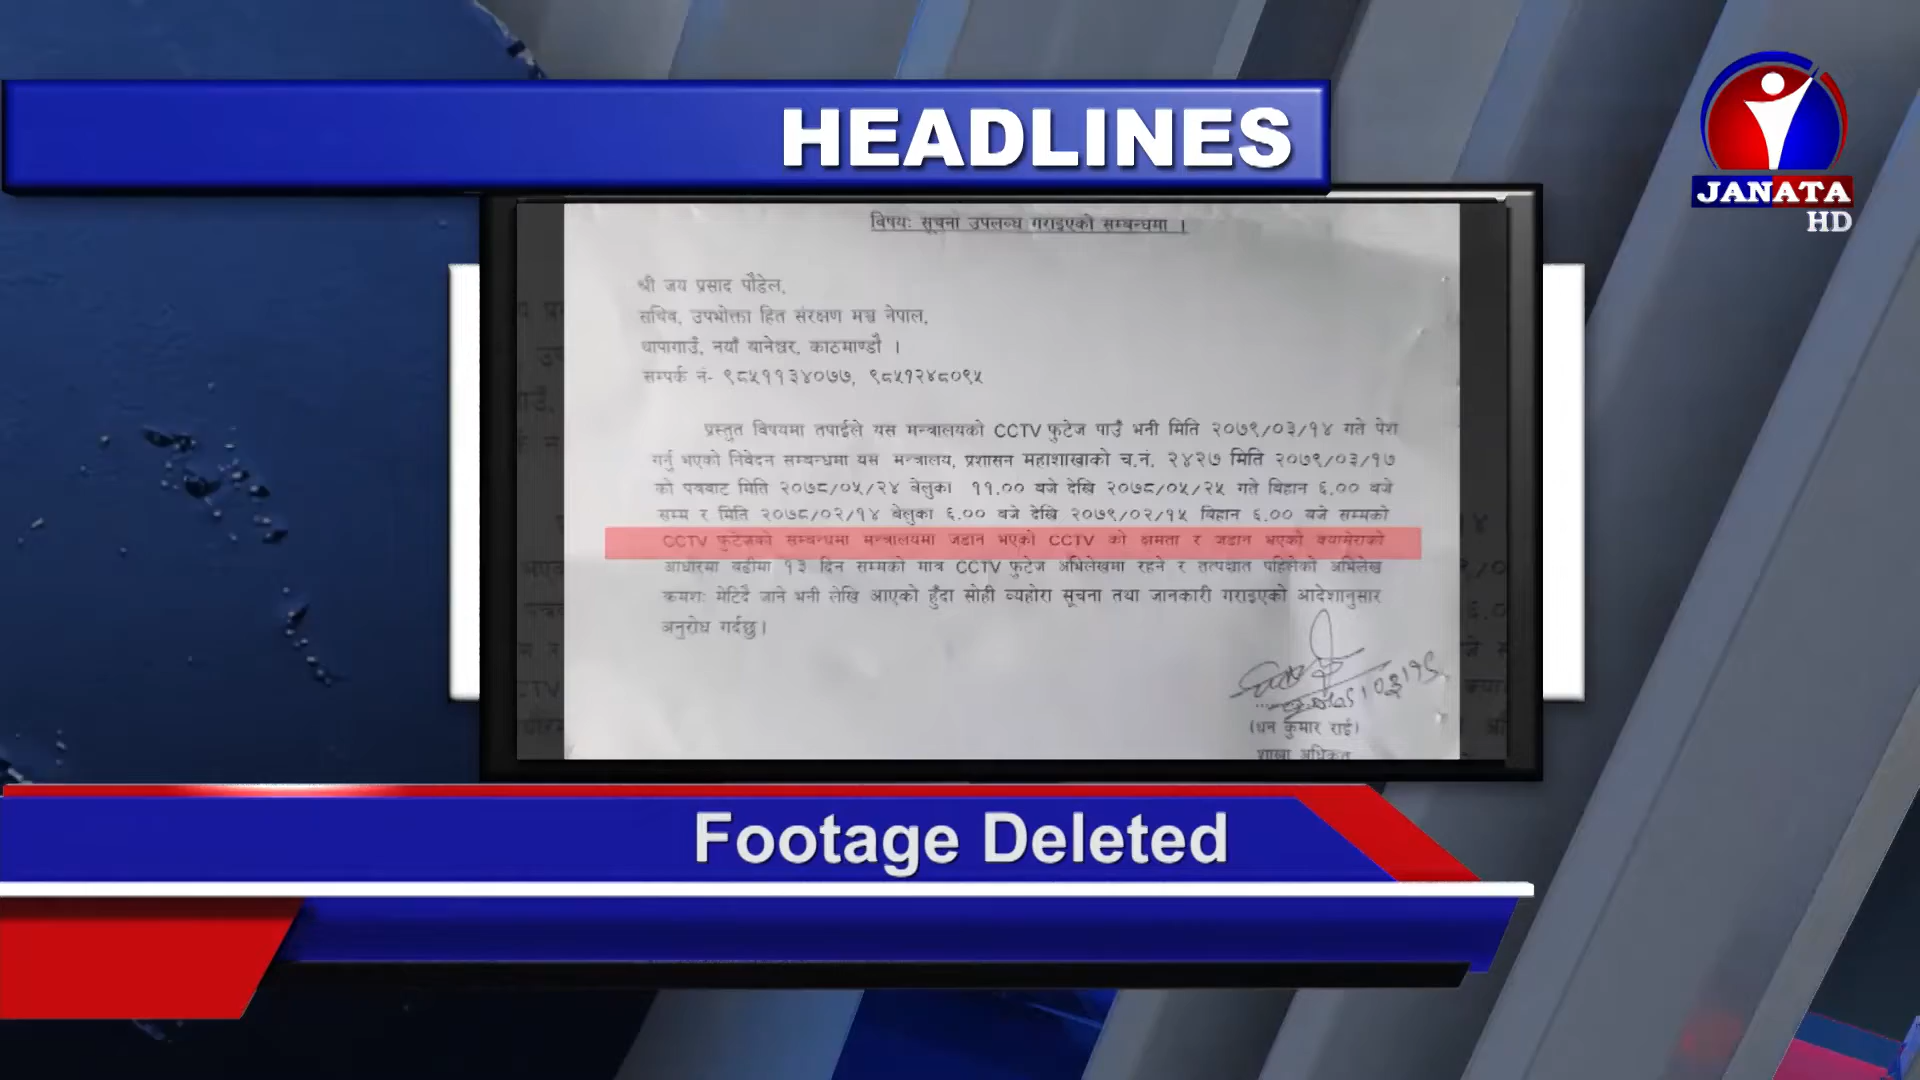 HEADLINES
JANATA
HD
विषय: सूचना उपलब्ध गराइएको सम्बन्धमा ।
श्री जय प्रसाद पौडेल,
सचिव, उपभोक्ता हित संरक्षण मञ्च नेपाल,
थापागाउँ, नयाँ बानेश्वर, काठमाण्डौ ।
सम्पर्क नं- ९८५११३४०७७, ९८५१२४८०९५
प्रस्तुत विषयमा तपाईले यस मन्त्रालयको CCTV फुटेज पाउँ भनी मिति २०७९/०३/१४ गते पेश
गर्नु भएको निवेदन सम्बन्धमा यस मन्त्रालय, प्रशासन महाशाखाको च.नं. २४२७ मिति २०७९/०३/१७
को पत्रबाट मिति २०७८/०५/२४ बेलुका ११.०० बजे देखि २०७८/०५/२५ गते बिहान ६.०० बजे
सम्म र मिति २०७८/०२/१४ बेलुका ६.०० बजे देखि २०७९/०२/१५ बिहान ६.०० बजे सम्मको
CCTV फुटेजको सम्बन्धमा मन्त्रालयमा जडान भएको CCTV को क्षमता र जडान भएको क्यामेराको
आधारमा बढीमा १३ दिन सम्मको मात्र CCTV फुटेज अभिलेखमा रहने र तत्पश्चात पहिलेको अभिलेख
क्रमशः मेटिदै जाने भनी लेखि आएको हुँदा सोही व्यहोरा सूचना तथा जानकारी गराइएको आदेशानुसार
अनुरोध गर्दछु।
(धन कुमार राई)
शाखा अधिकृत
Footage Deleted